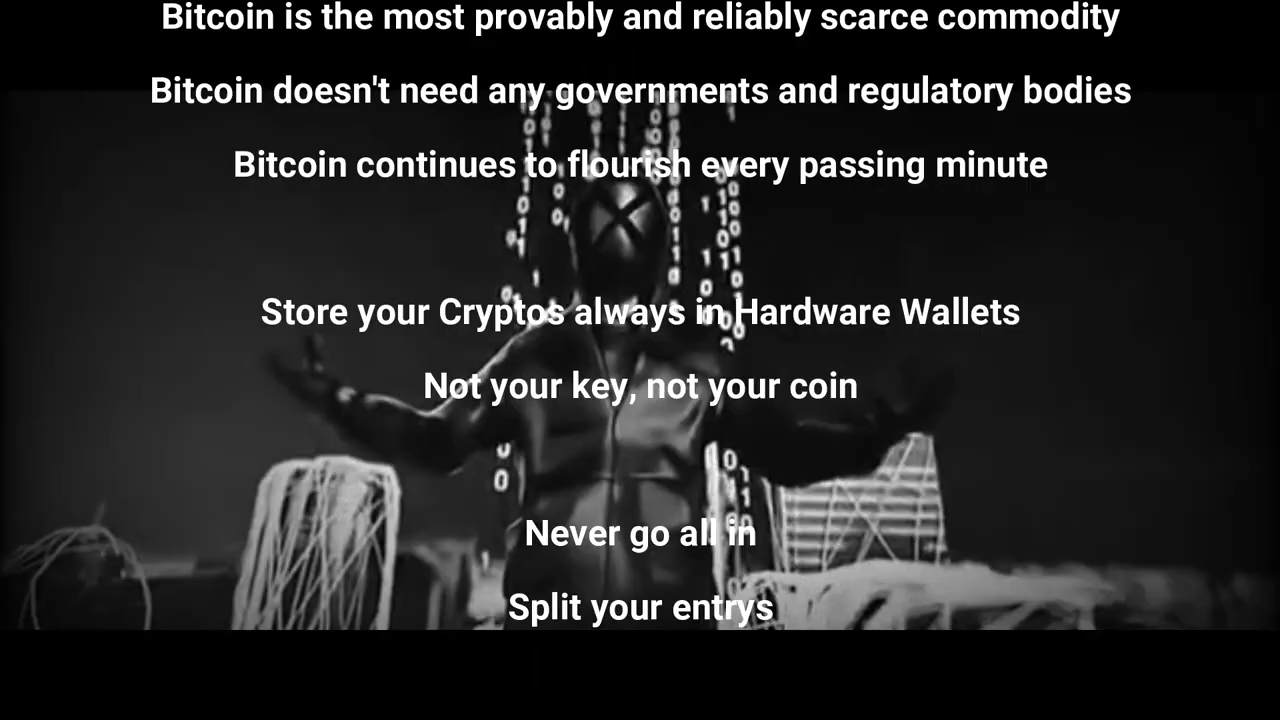 Bitcoin is the most provably and reliably scarce commodity
Bitcoin doesn't need any governments and regulatory bodies
Bitcoin continues to flourish every passing minute
Store your Cryptos always in Hardware Wallets
Not your key, not your coin
Never go all in
Split your entrys